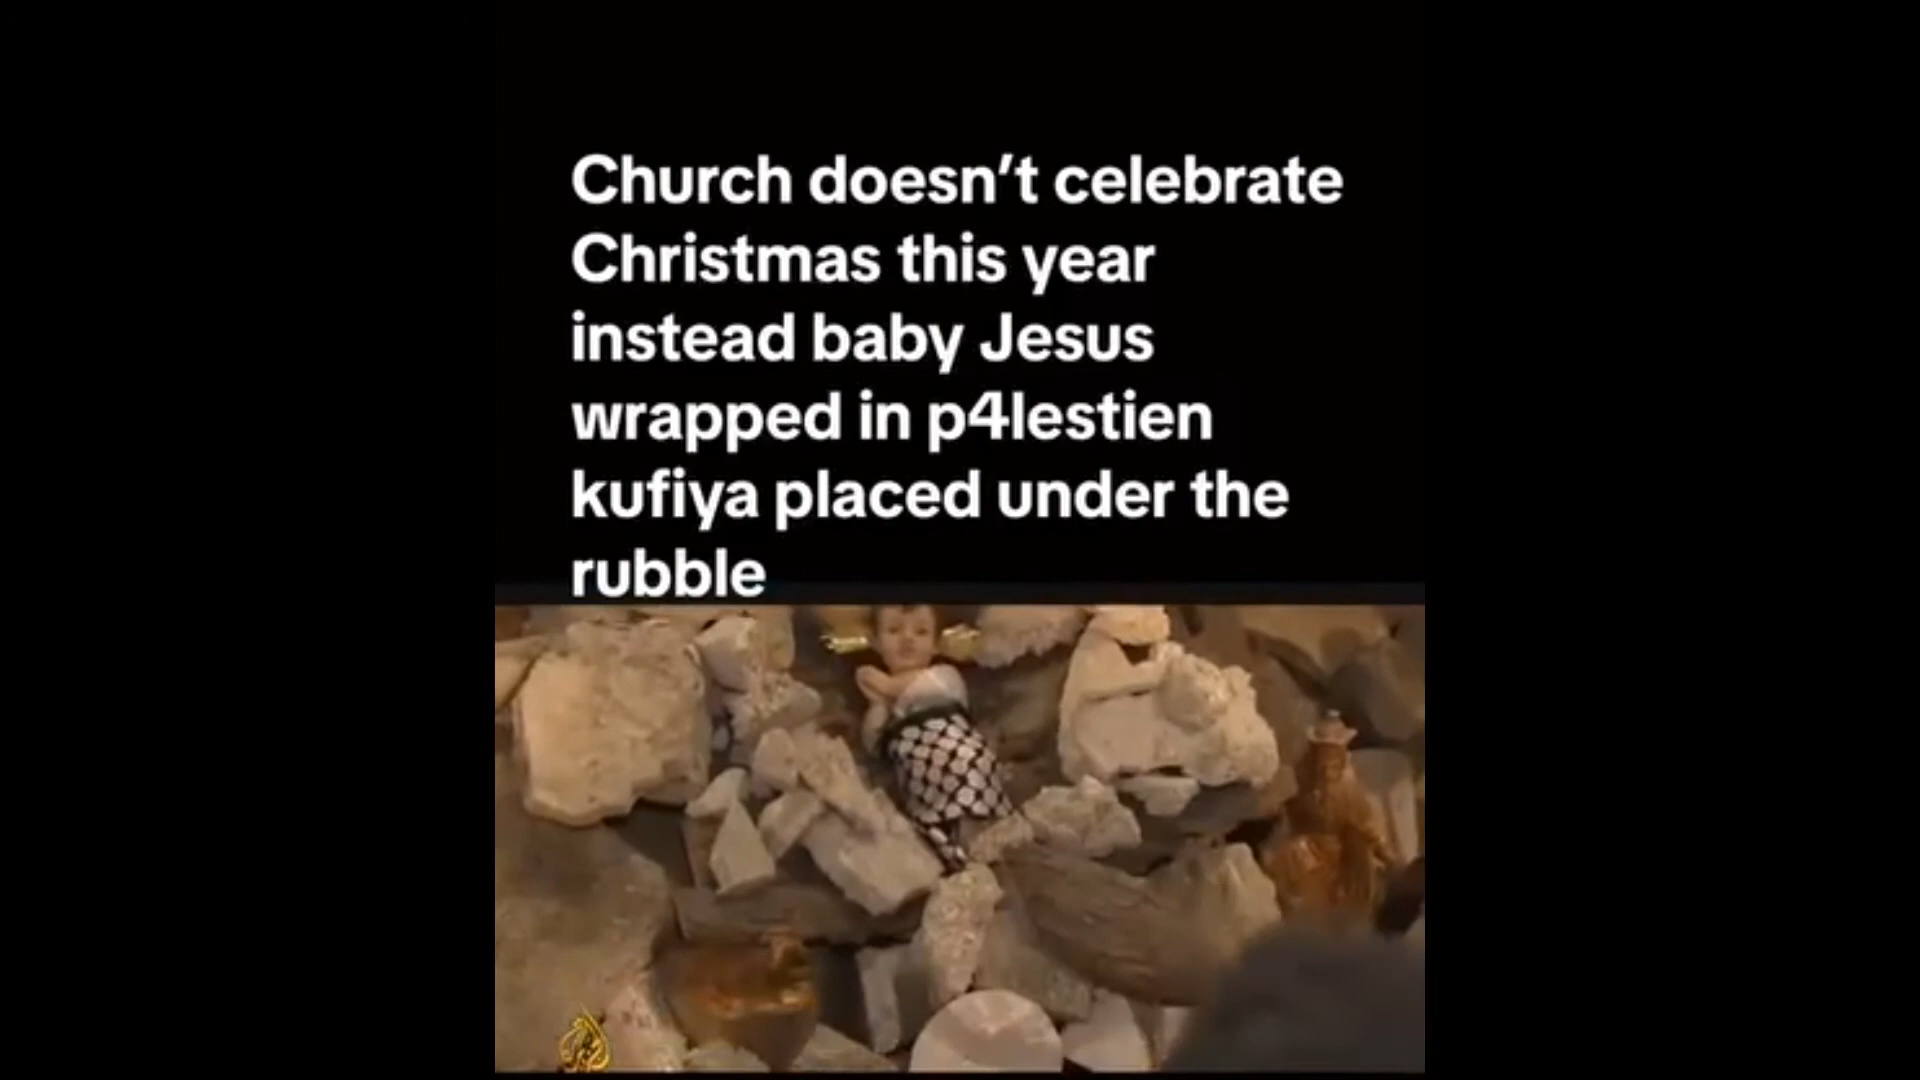 Church doesn’t celebrate
Christmas this year
instead baby Jesus
wrapped in p4lestien
kufiya placed under the
rubble